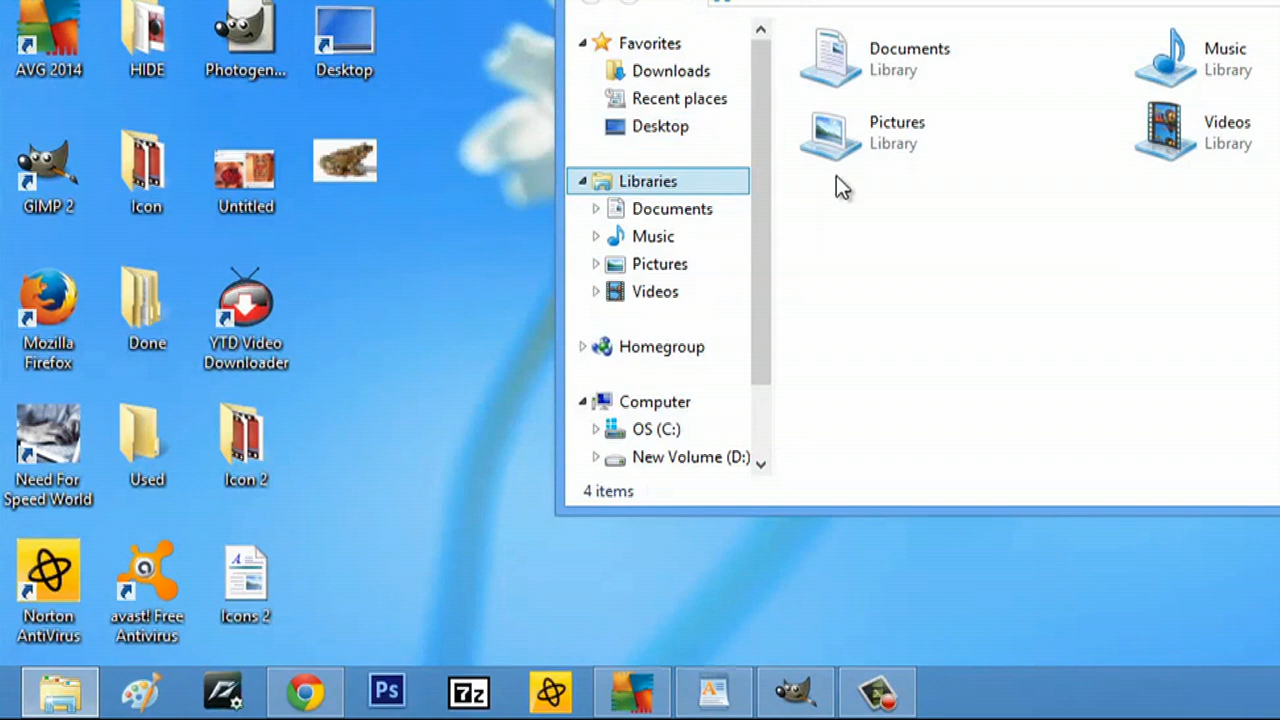 AVG 2014
HIDE
Photogen...
Desktop
GIMP 2
Icon
Untitled
Mozilla
Firefox
Done
YTD Video
Downloader
Need For
Speed World
Used
Icon 2
Norton
AntiVirus
avast! Free
Antivirus
Icons 2
Favorites
Downloads
Recent places
Desktop
Libraries
Documents
Music
Pictures
Videos
Homegroup
Computer
OS (C:)
New Volume (D:)
4 items
Documents
Library
Music
Library
Pictures
Library
Videos
Library
Ps
7z